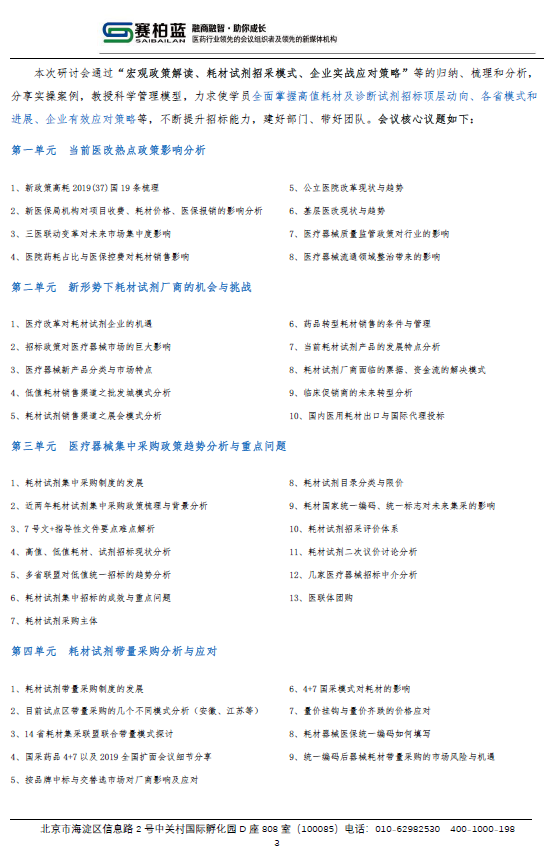 赛柏蓝
SAIBAILAN
融商融智·助你成长
医药行业领先的会议组织者及领先的新媒体机构
本次研讨会通过“宏观政策解读、耗材试剂招采模式、企业实战应对策略”等的归纳、梳理和分析，
分享实操案例，教授科学管理模型，力求使学员全面掌握高值耗材及诊断试剂招标顶层动向、各省模式和
进展、企业有效应对策略等，不断提升招标能力，建好部门、带好团队。会议核心议题如下：
第一单元 当前医改热点政策影响分析
1、新政策高耗 2019(37)国 19 条梳理
2、新医保局机构对项目收费、耗材价格、医保报销的影响分析
3、三医联动变革对未来市场集中度影响
4、医院药耗占比与医保控费对耗材销售影响
5、公立医院改革现状与趋势
6、基层医改现状与趋势
7、医疗器械质量监管政策对行业的影响
8、医疗器械流通领域整治带来的影响
第二单元 新形势下耗材试剂厂商的机会与挑战
1、医疗改革对耗材试剂企业的机遇
2、招标政策对医疗器械市场的巨大影响
3、医疗器械新产品分类与市场特点
4、低值耗材销售渠道之批发城模式分析
5、耗材试剂销售渠道之展会模式分析
6、药品转型耗材销售的条件与管理
7、当前耗材试剂产品的发展特点分析
8、耗材试剂厂商面临的票据、资金流的解决模式
9、临床促销商的未来转型分析
10、国内医用耗材出口与国际代理投标
第三单元 医疗器械集中采购政策趋势分析与重点问题
1、耗材试剂集中采购制度的发展
2、近两年耗材试剂集中采购政策梳理与背景分析
3、7 号文+指导性文件要点难点解析
4、高值、低值耗材、试剂招标现状分析
5、多省联盟对低值统一招标的趋势分析
6、耗材试剂集中招标的成效与重点问题
7、耗材试剂采购主体
8、耗材试剂目录分类与限价
9、耗材国家统一编码、统一标志对未来集采的影响
10、耗材试剂招采评价体系
11、耗材试剂二次议价讨论分析
12、几家医疗器械招标中介分析
13、医联体团购
第四单元 耗材试剂带量采购分析与应对
1、耗材试剂带量采购制度的发展
2、目前试点区带量采购的几个不同模式分析（安徽、江苏等）
3、14 省耗材集采联盟联合带量模式探讨
4、国采药品 4+7 以及 2019 全国扩面会议细节分享
5、按品牌中标与交替选市场对厂商影响及应对
6、4+7 国采模式对耗材的影响
7、量价挂钩与量价齐跌的价格应对
8、耗材器械医保统一编码如何填写
9、统一编码后器械耗材带量采购的市场风险与机遇
北京市海淀区信息路 2 号中关村国际孵化园 D 座 808 室（100085）电话：010-62982530 400-1000-198
3